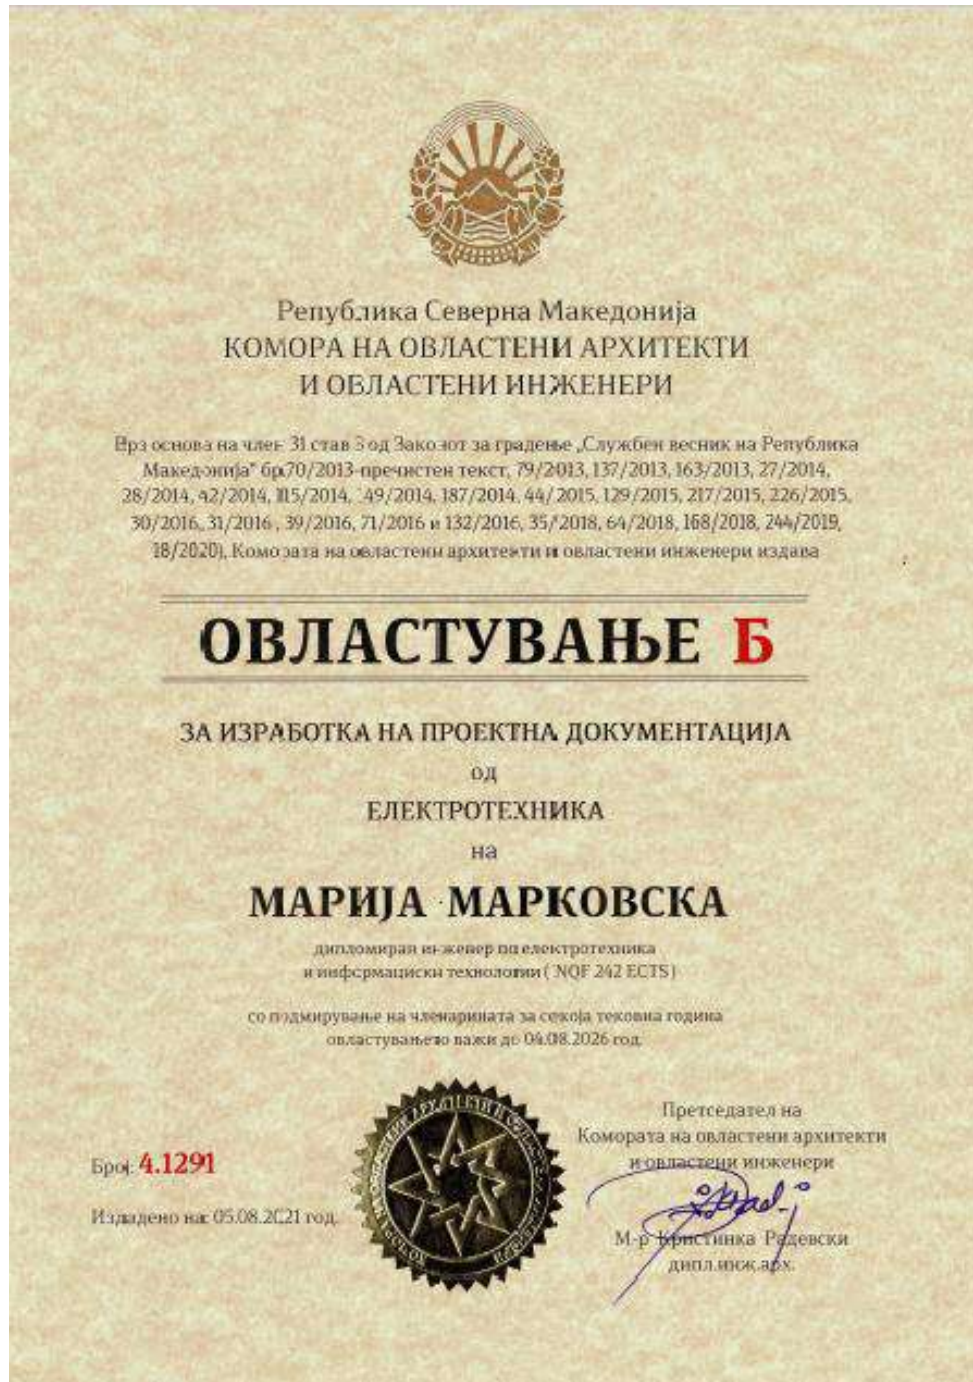 Република Северна Македонија
КОМОРА НА ОВЛАСТЕНИ АРХИТЕКТИ
И ОВЛАСТЕНИ ИНЖЕНЕРИ
Врз основа на член 31 став 3 од Законот за градење „Службен весник на Република
Македонија" бр.70/2013-пречистен текст, 79/2013, 137/2013, 163/2013, 27/2014,
28/2014, 42/2014, 115/2014, 149/2014, 187/2014, 44/2015, 129/2015, 217/2015, 226/2015,
30/2016, 31/2016, 39/2016, 71/2016 и 132/2016, 35/2018, 64/2018, 168/2018, 244/2019,
18/2020), Комората на овластени архитекти и овластени инженери издава
ОВЛАСТУВАЊЕ Б
ЗА ИЗРАБОТКА НА ПРОЕКТНА ДОКУМЕНТАЦИЈА
од
ЕЛЕКТРОТЕХНИКА
на
МАРИЈА МАРКОВСКА
дипломиран инженер по електротехника
и информациски технологии ( NQF 242 ECTS)
со подмирување на членарината за секоја тековна година
овластувањето важи до 04.08.2026 год.
Број: 4.1291
Издадено на: 05.08.2021 год.
Претседател на
Комората на овластени архитекти
и овластени инженери
М-р Кристинка Радевски
дипл.инж.арх.